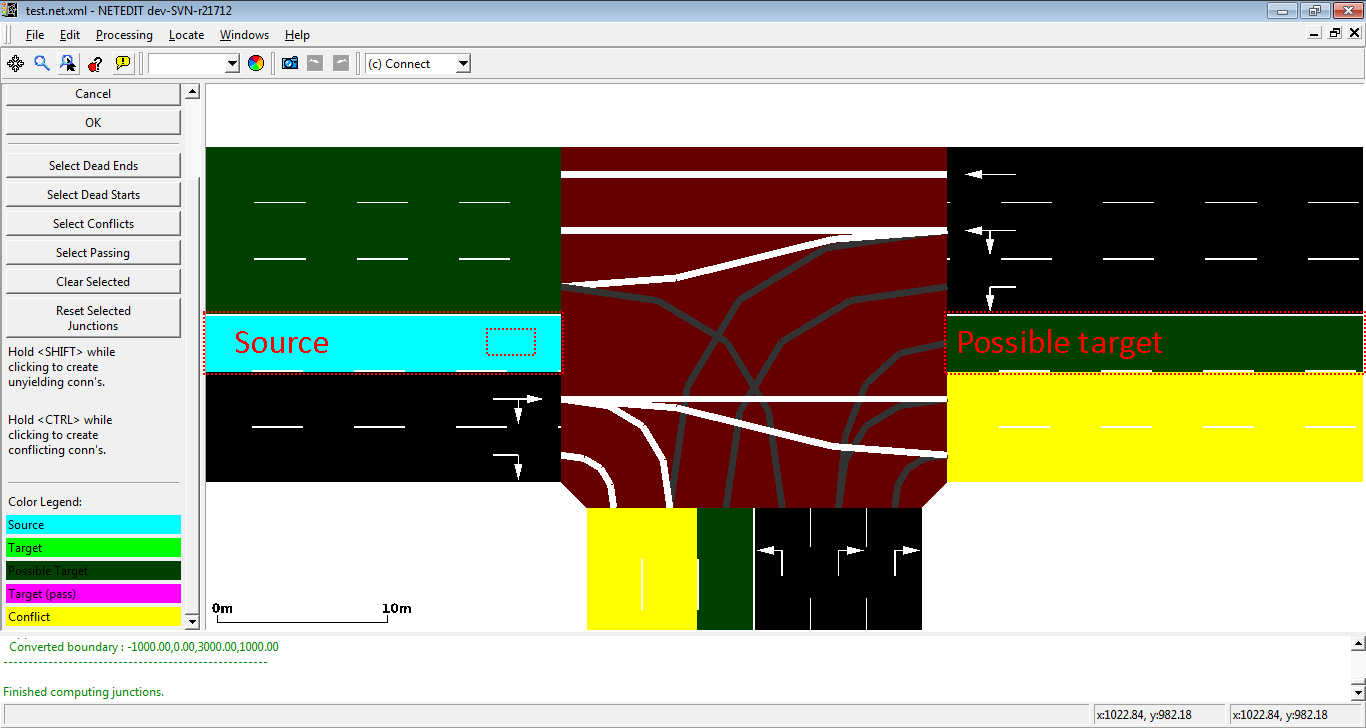 test.net.xml - NETEDIT dev-SVN-r21712
File Edit Processing Locate Windows Help
(c) Connect
Cancel
OK
Select Dead Ends
Select Dead Starts
Select Conflicts
Select Passing
Clear Selected
Reset Selected
Junctions
Hold <SHIFT> while
clicking to create
unyielding conn's.
Hold <CTRL> while
clicking to create
conflicting conn's.
Color Legend:
Source
Target
Possible Target
Target (pass)
Conflict
Source
Possible target
0m 10m
Converted boundary : -1000.00,0.00,3000.00,1000.00
Finished computing junctions.
x:1022.84, y:982.18 x:1022.84, y:982.18